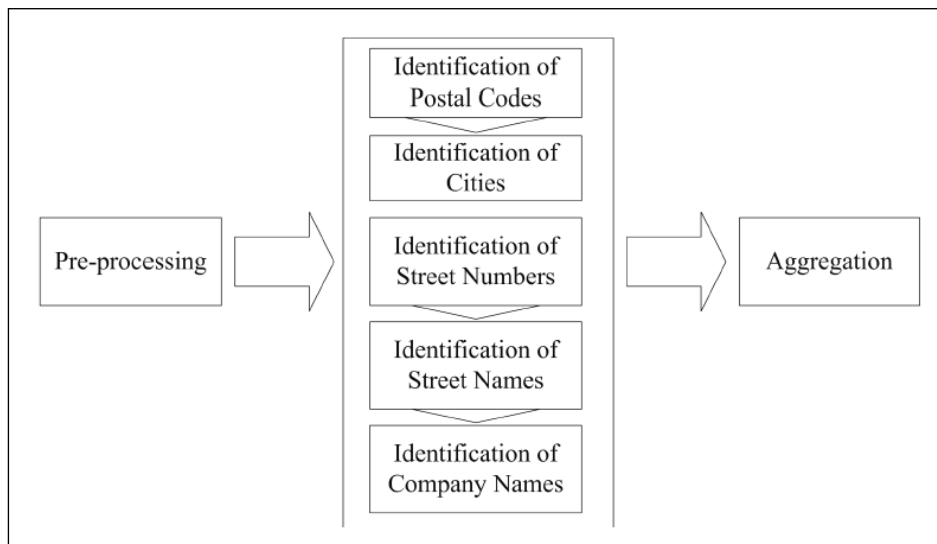 Pre-processing
Identification of
Postal Codes
Identification of
Cities
Identification of
Street Numbers
Identification of
Street Names
Identification of
Company Names
Aggregation